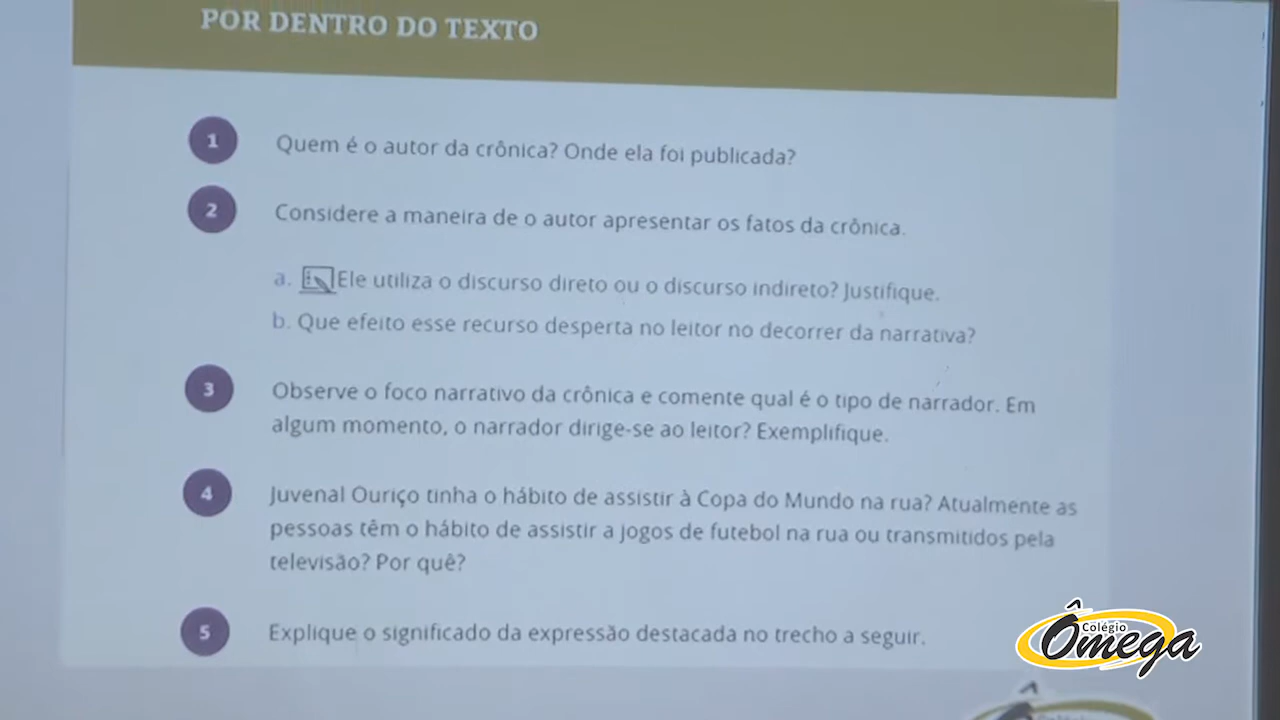 POR DENTRO DO TEXTO
1 Quem é o autor da crônica? Onde ela foi publicada?
2 Considere a maneira de o autor apresentar os fatos da crônica.
a. Ele utiliza o discurso direto ou o discurso indireto? Justifique.
b. Que efeito esse recurso desperta no leitor no decorrer da narrativa?
3 Observe o foco narrativo da crônica e comente qual é o tipo de narrador. Em
algum momento, o narrador dirige-se ao leitor? Exemplifique.
4 Juvenal Ouriço tinha o hábito de assistir à Copa do Mundo na rua? Atualmente as
pessoas têm o hábito de assistir a jogos de futebol na rua ou transmitidos pela
televisão? Por quê?
5 Explique o significado da expressão destacada no trecho a seguir.
Colégio
Ômega